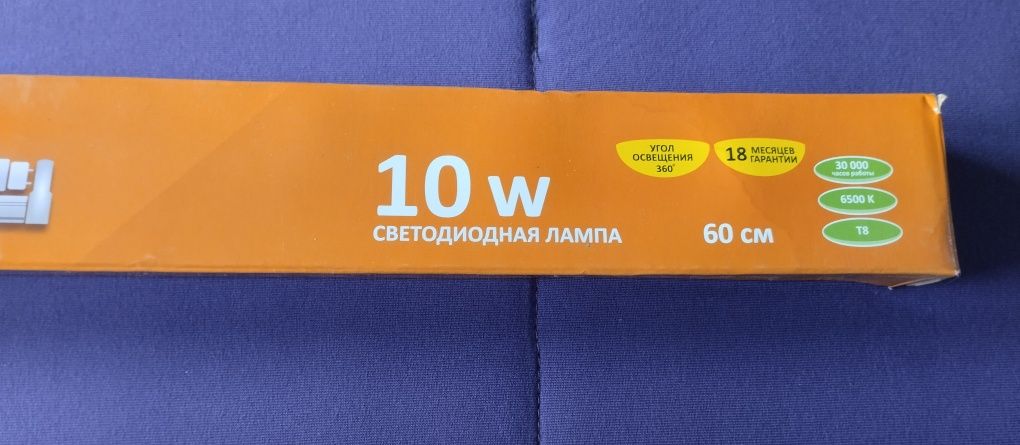 10 W
СВЕТОДИОДНАЯ ЛАМПА
60 см
УГОЛ
ОСВЕЩЕНИЯ
360°
18 МЕСЯЦЕВ
ГАРАНТИИ
30 000
часов работы
6500 К
T8